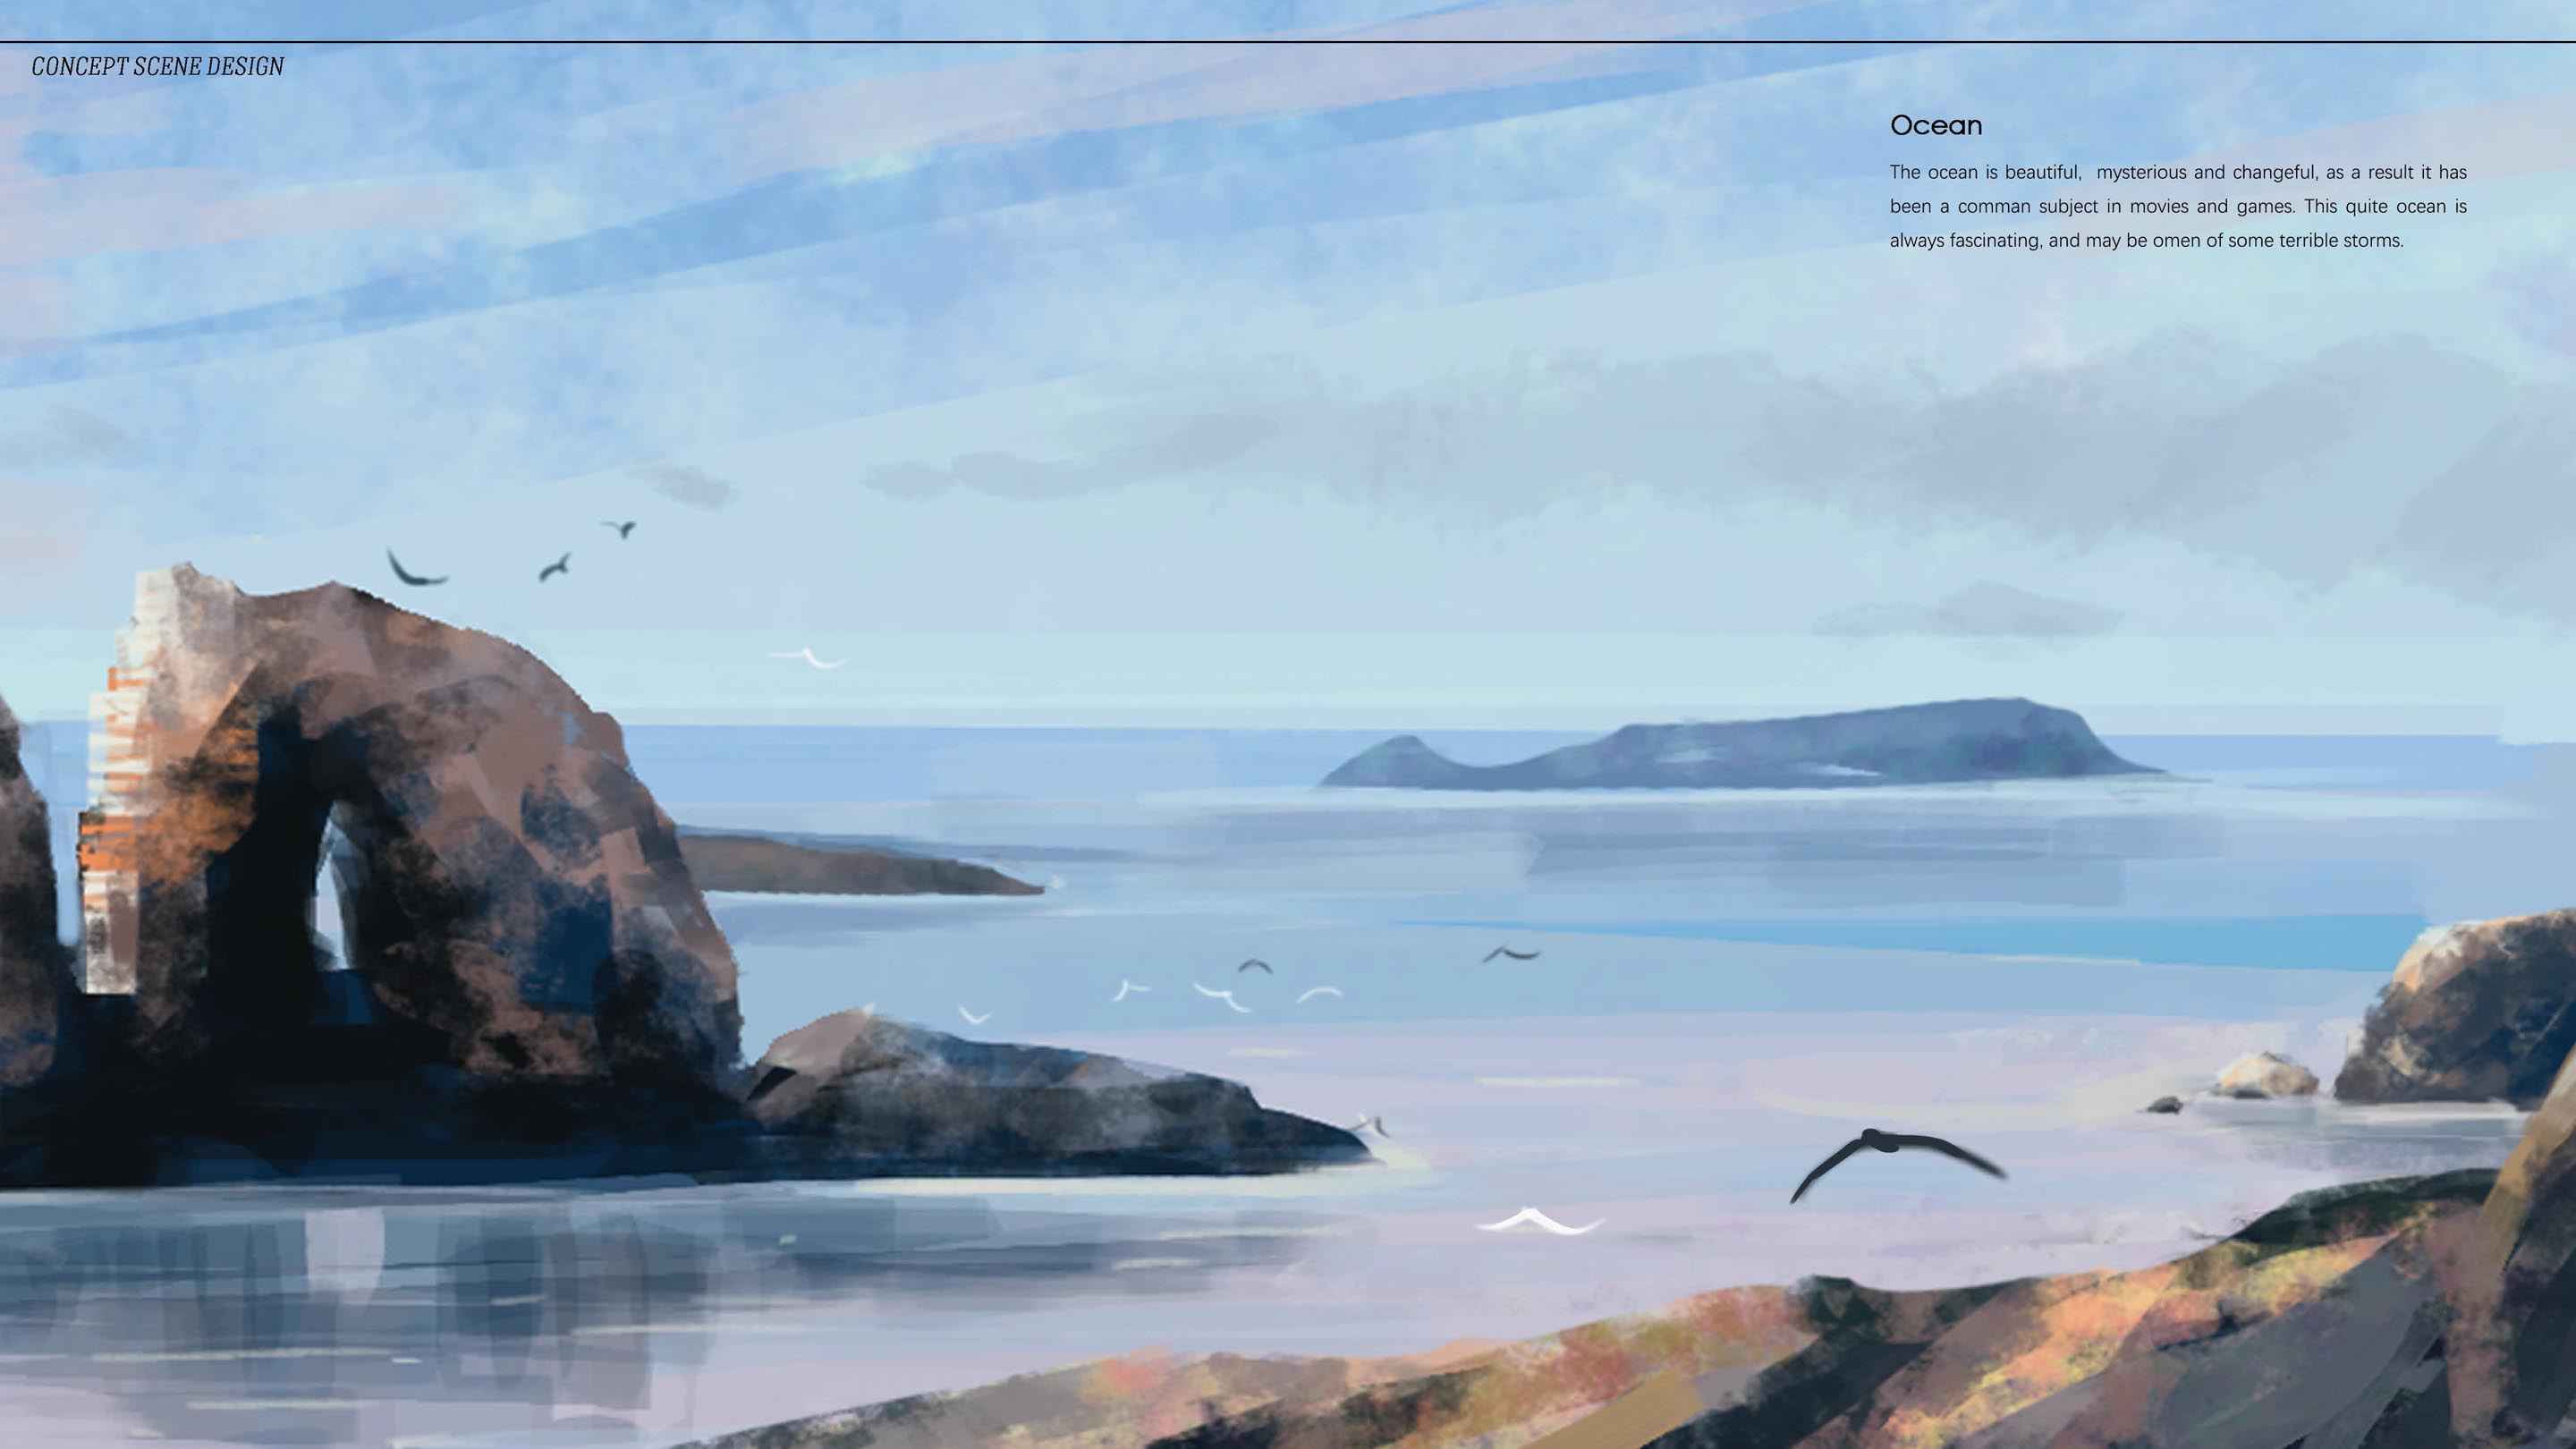 CONCEPT SCENE DESIGN
Ocean
The ocean is beautiful,  mysterious and changeful, as a result it has
been a comman subject in movies and games. This quite ocean is
always fascinating, and may be omen of some terrible storms.